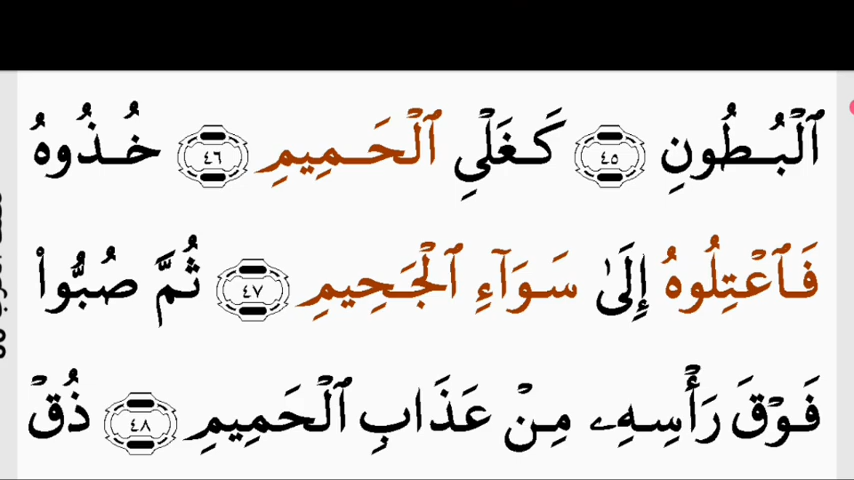 ٱلۡبُطُونِ ٤٥ كَغَلۡيِ ٱلۡحَمِيمِ ٤٦ خُذُوهُ
فَٱعۡتِلُوهُ إِلَىٰ سَوَآءِ ٱلۡجَحِيمِ ٤٧ ثُمَّ صُبُّواْ
فَوۡقَ رَأۡسِهِۦ مِنۡ عَذَابِ ٱلۡحَمِيمِ ٤٨ ذُقۡ